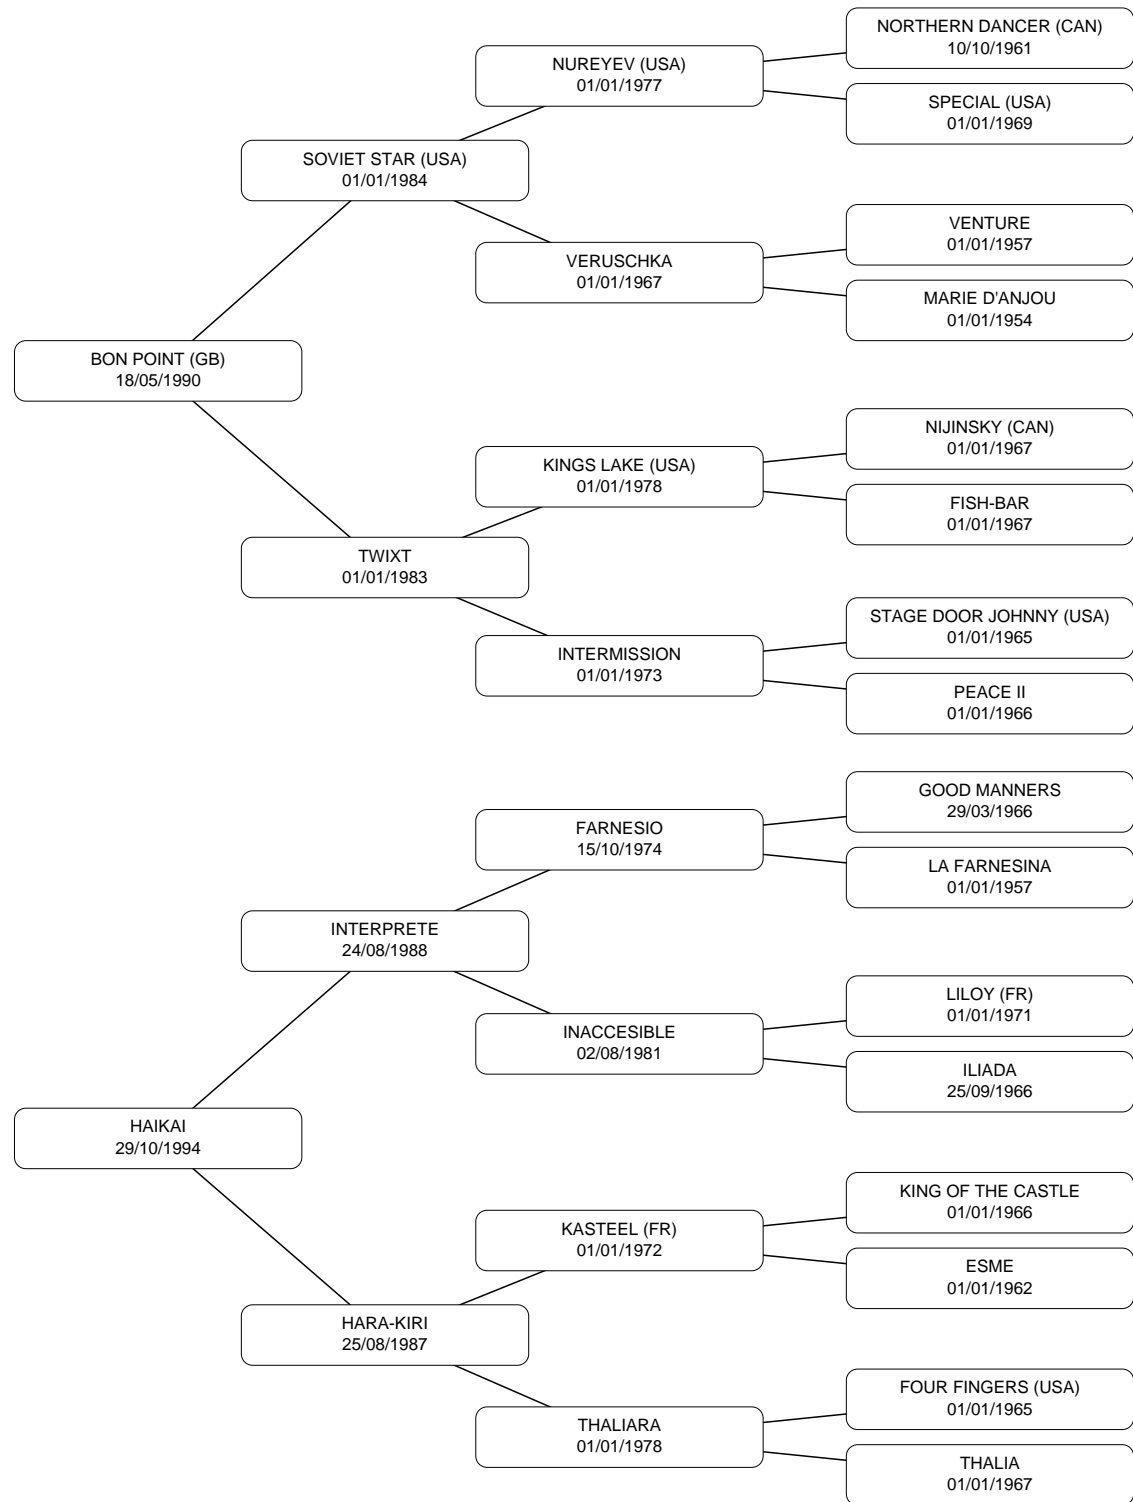 NORTHERN DANCER (CAN)
10/10/1961
NUREYEV (USA)
01/01/1977
SPECIAL (USA)
01/01/1969
SOVIET STAR (USA)
01/01/1984
VENTURE
01/01/1957
VERUSCHKA
01/01/1967
MARIE D'ANJOU
01/01/1954
BON POINT (GB)
18/05/1990
NIJINSKY (CAN)
01/01/1967
KINGS LAKE (USA)
01/01/1978
FISH-BAR
01/01/1967
TWIXT
01/01/1983
STAGE DOOR JOHNNY (USA)
01/01/1965
INTERMISSION
01/01/1973
PEACE II
01/01/1966
GOOD MANNERS
29/03/1966
FARNESIO
15/10/1974
LA FARNESINA
01/01/1957
INTERPRETE
24/08/1988
LILOY (FR)
01/01/1971
INACCESIBLE
02/08/1981
ILIADA
25/09/1966
HAIKAI
29/10/1994
KING OF THE CASTLE
01/01/1966
KASTEEL (FR)
01/01/1972
ESME
01/01/1962
HARA-KIRI
25/08/1987
FOUR FINGERS (USA)
01/01/1965
THALIARA
01/01/1978
THALIA
01/01/1967